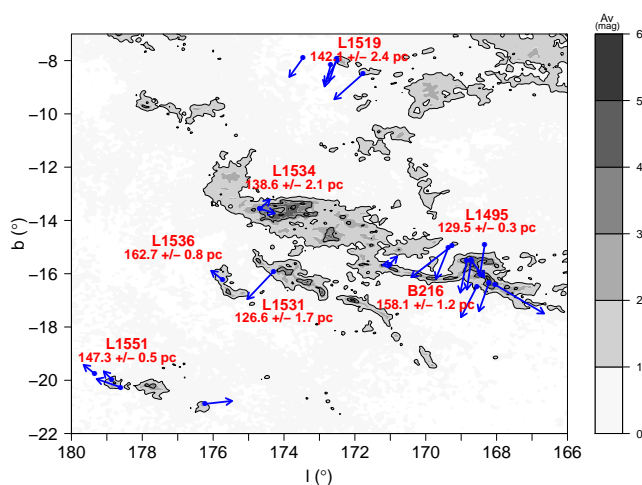 Av
(mag)
6
5
4
3
2
1
0
L1519
142.1 +/− 2.4 pc
L1534
138.6 +/− 2.1 pc
L1495
129.5 +/− 0.3 pc
L1536
162.7 +/− 0.8 pc
B216
158.1 +/− 1.2 pc
L1531
126.6 +/− 1.7 pc
L1551
147.3 +/− 0.5 pc
b (°)
−8
−10
−12
−14
−16
−18
−20
−22
180 178 176 174 172 170 168 166
l (°)